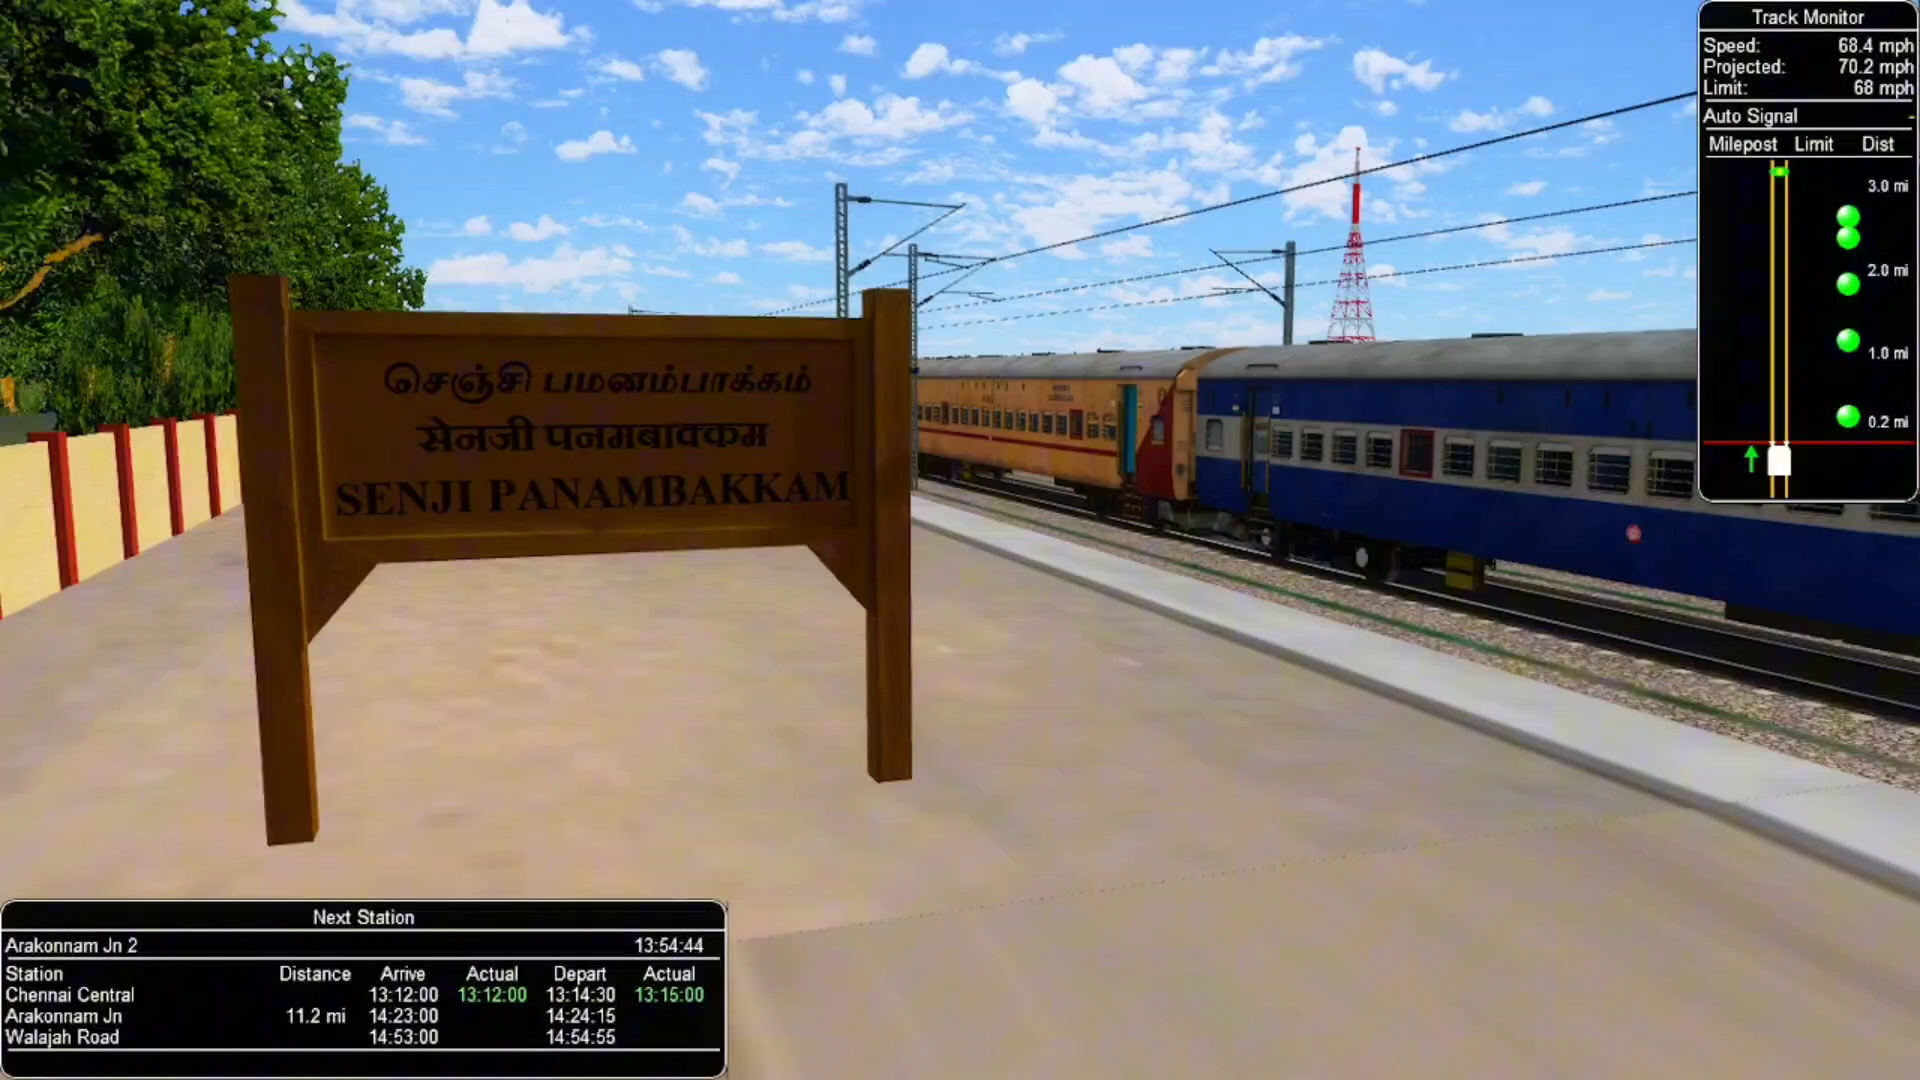 செஞ்சி பமனம்பாக்கம்
सेनजी पनमबाक्कम
SENJI PANAMBAKKAM
Track Monitor
Speed: 68.4 mph
Projected: 70.2 mph
Limit: 68 mph
Auto Signal -
Milepost Limit Dist
3.0 mi
2.0 mi
1.0 mi
0.2 mi
Next Station
Arakonnam Jn 2 13:54:44
Station Distance Arrive Actual Depart Actual
Chennai Central 13:12:00 13:12:00 13:14:30 13:15:00
Arakonnam Jn 11.2 mi 14:23:00 14:24:15
Walajah Road 14:53:00 14:54:55